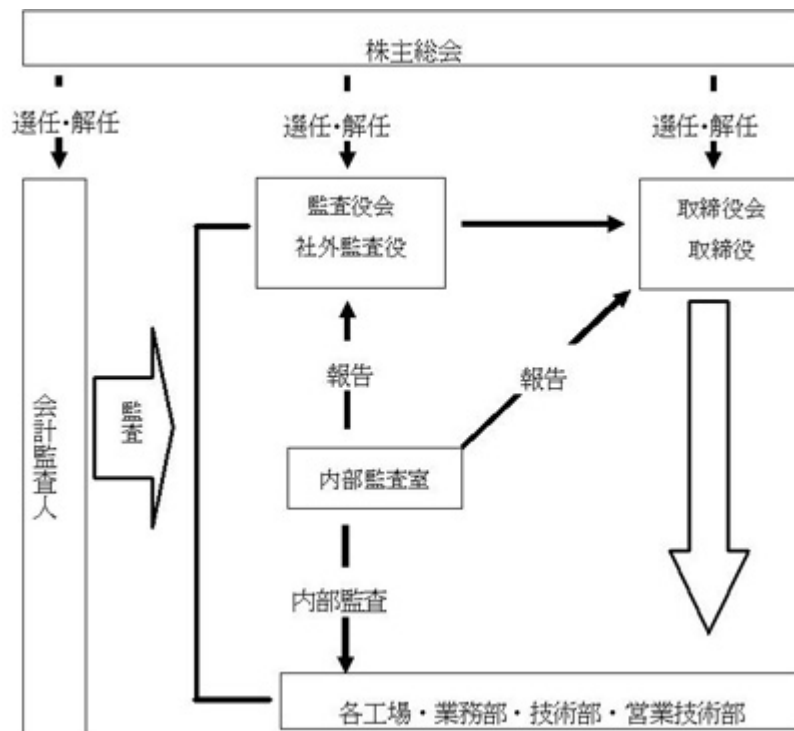 株主総会
選任・解任
選任・解任
選任・解任
監査役会
社外監査役
取締役会
取締役
会計監査人
監査
報告
報告
内部監査室
内部監査
各工場・業務部・技術部・営業技術部